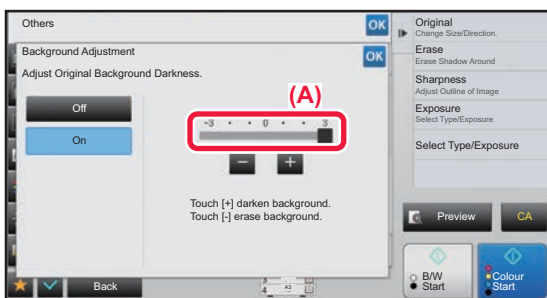 Others
OK
Background Adjustment
OK
Adjust Original Background Darkness.
Off
On
(A)
-3 • • 0 • • 3
−
+
Touch [+] darken background.
Touch [-] erase background.
Back
A3
4
Original
Change Size/Direction.
Erase
Erase Shadow Around
Sharpness
Adjust Outline of Image
Exposure
Select Type/Exposure
Select Type/Exposure
Preview
CA
B/W
Start
Colour
Start